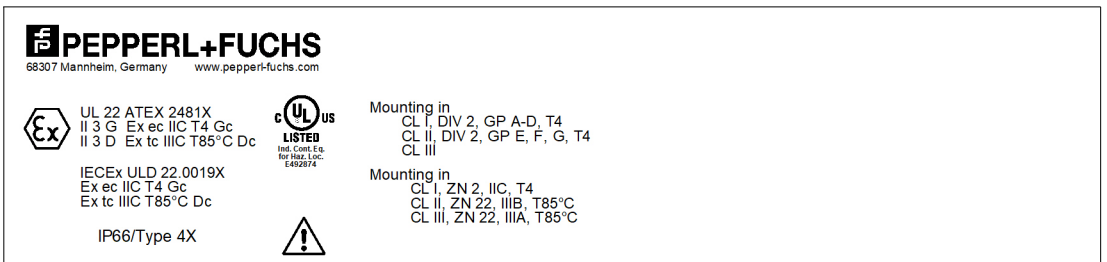 PEPPERL+FUCHS
68307 Mannheim, Germany www.pepperl-fuchs.com
Ex
UL 22 ATEX 2481X
II 3 G Ex ec IIC T4 Gc
II 3 D Ex tc IIIC T85°C Dc
IECEx ULD 22.0019X
Ex ec IIC T4 Gc
Ex tc IIIC T85°C Dc
IP66/Type 4X
C UL US
LISTED
Ind. Cont. Eq.
for Haz. Loc.
E492874
Mounting in
CL I, DIV 2, GP A-D, T4
CL II, DIV 2, GP E, F, G, T4
CL III
Mounting in
CL I, ZN 2, IIC, T4
CL II, ZN 22, IIIB, T85°C
CL III, ZN 22, IIIA, T85°C